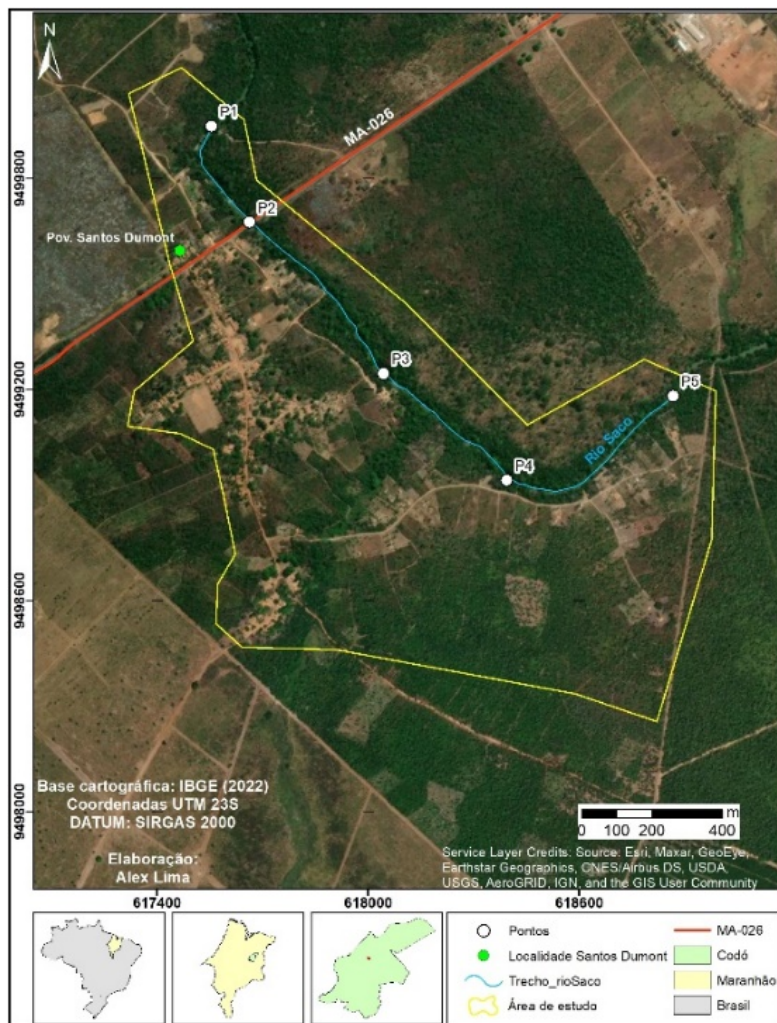 N
P1
MA-026
9499800
P2
Pov. Santos Dumont
P3
9499200
P5
Rio Saco
P4
9498600
Base cartográfica: IBGE (2022)
Coordenadas UTM 23S
DATUM: SIRGAS 2000
9498000
m
0 100 200 400
Elaboração:
Alex Lima
Service Layer Credits: Source: Esri, Maxar, GeoEye,
Earthstar Geographics, CNES/Airbus DS, USDA,
USGS, AeroGRID, IGN, and the GIS User Community
617400 618000 618600
Pontos
Localidade Santos Dumont
Trecho_rioSaco
Área de estudo
MA-026
Codó
Maranhão
Brasil